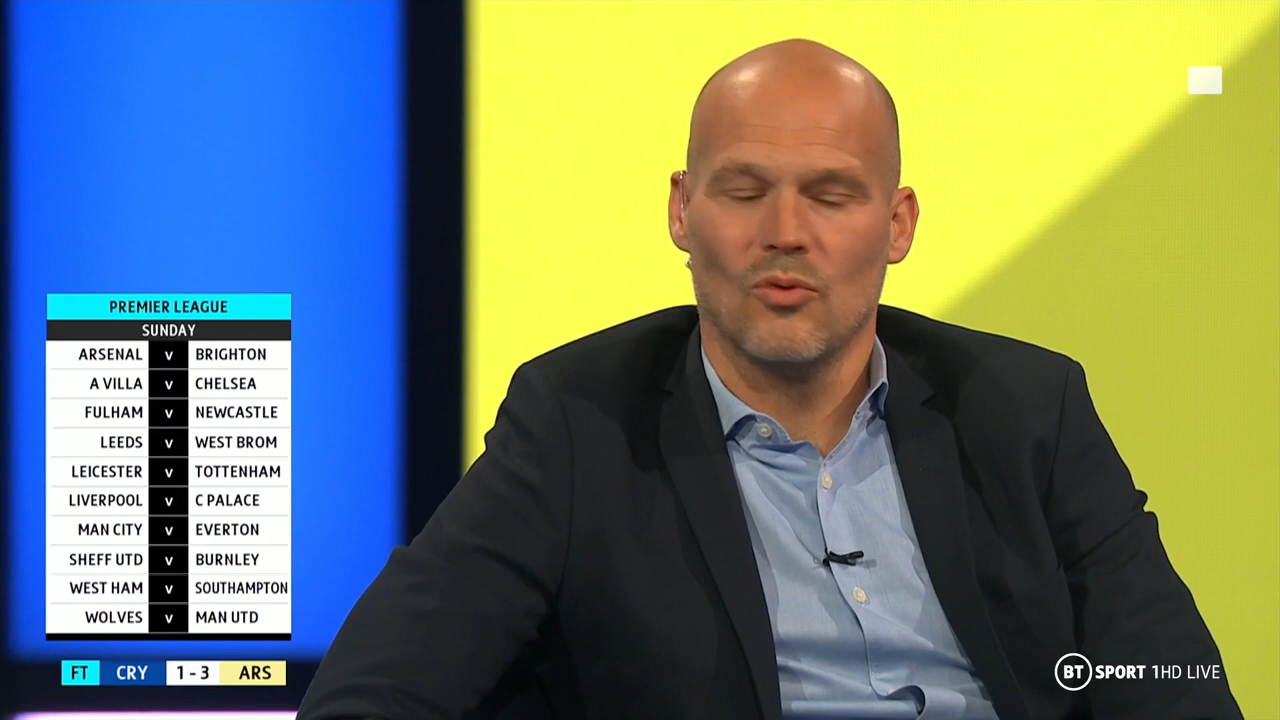 PREMIER LEAGUE
SUNDAY
ARSENAL v BRIGHTON
A VILLA v CHELSEA
FULHAM v NEWCASTLE
LEEDS v WEST BROM
LEICESTER v TOTTENHAM
LIVERPOOL v C PALACE
MAN CITY v EVERTON
SHEFF UTD v BURNLEY
WEST HAM v SOUTHAMPTON
WOLVES v MAN UTD
FT CRY 1-3 ARS
BT SPORT 1HD LIVE